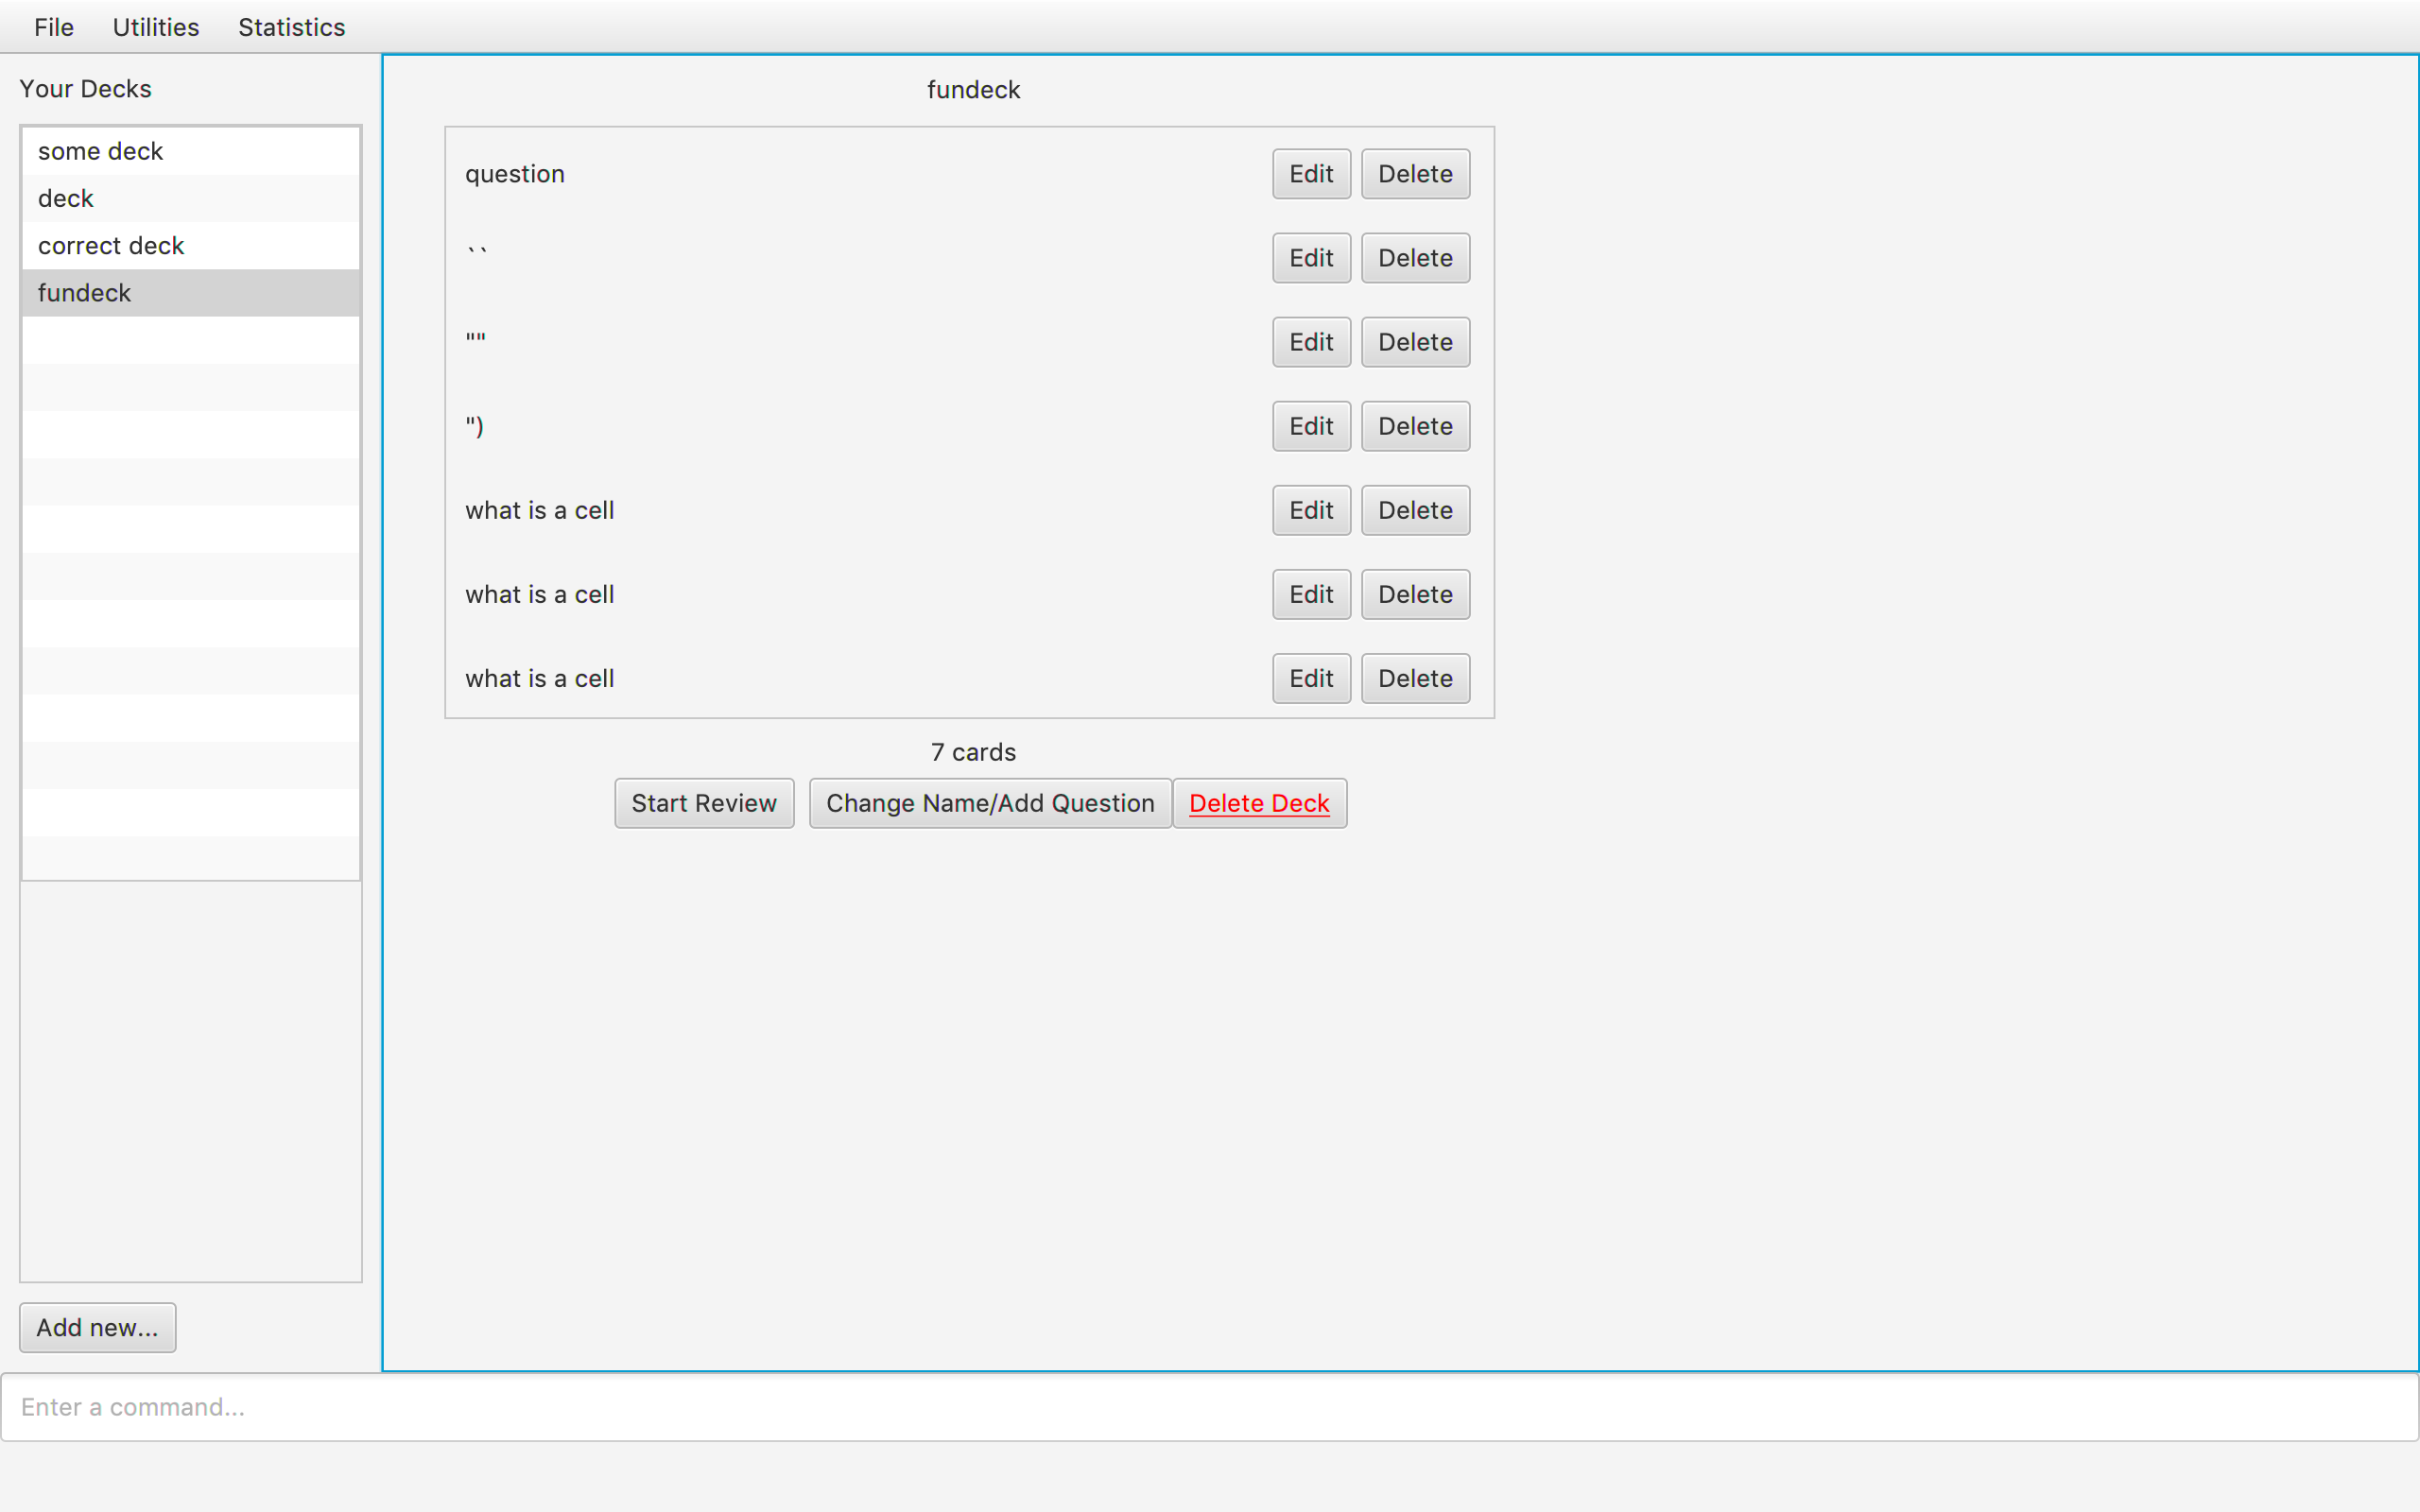 File Utilities Statistics
Your Decks
some deck
deck
correct deck
fundeck
Add new...
fundeck
question Edit Delete
`` Edit Delete
"" Edit Delete
") Edit Delete
what is a cell Edit Delete
what is a cell Edit Delete
what is a cell Edit Delete
7 cards
Start Review Change Name/Add Question Delete Deck
Enter a command...